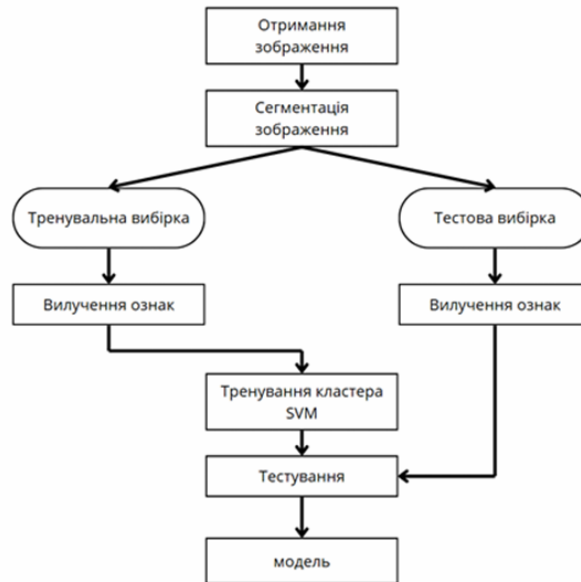 Отримання
зображення
Сегментація
зображення
Тренувальна вибірка
Тестова вибірка
Вилучення ознак
Вилучення ознак
Тренування кластера
SVM
Тестування
модель